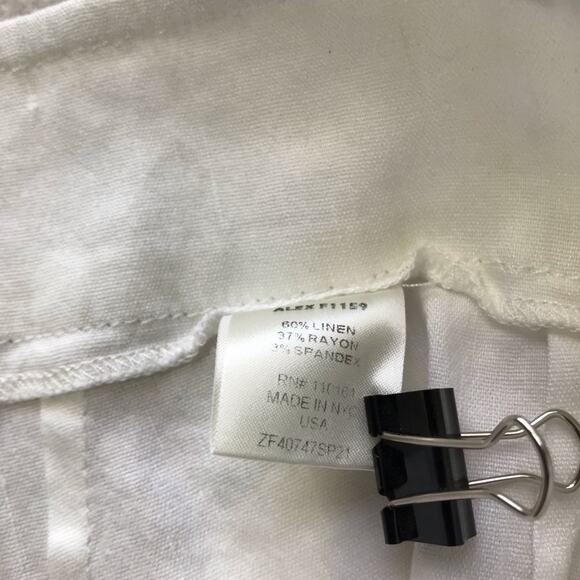 ALEX F1159
60% LINEN
37% RAYON
3% SPANDEX
RN# 110161
MADE IN NYC
USA
ZF40747SP21